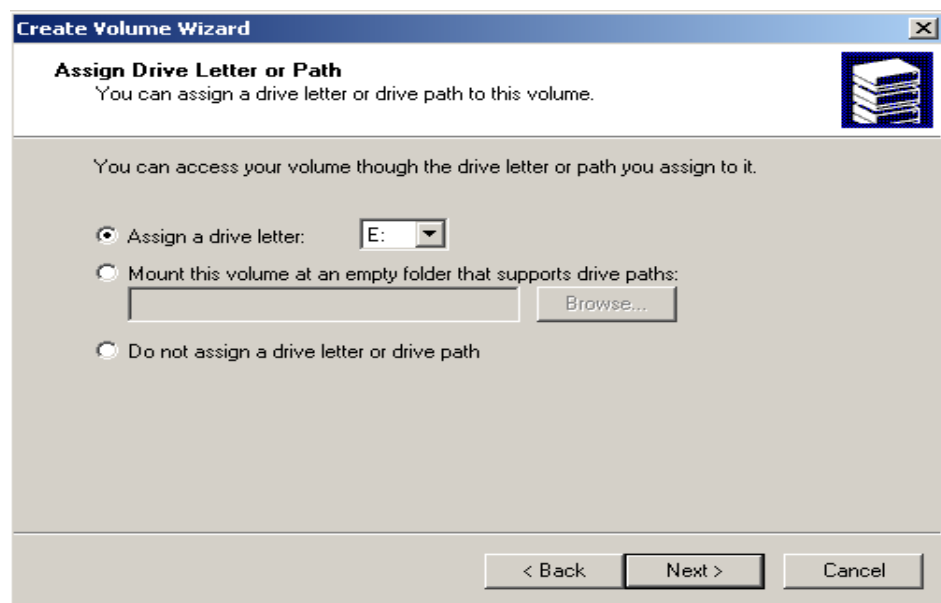 Create Volume Wizard
Assign Drive Letter or Path
You can assign a drive letter or drive path to this volume.
You can access your volume though the drive letter or path you assign to it.
Assign a drive letter: E:
Mount this volume at an empty folder that supports drive paths:
Browse...
Do not assign a drive letter or drive path
< Back Next > Cancel